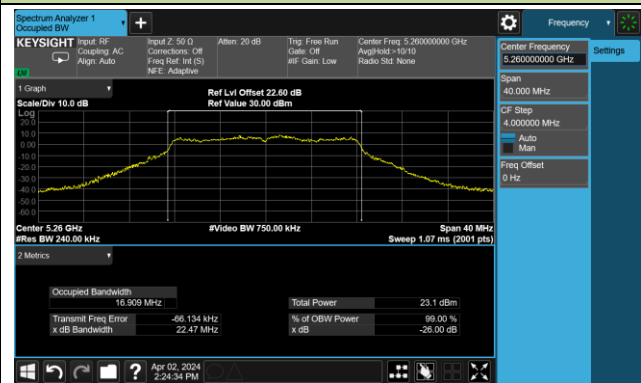 Spectrum Analyzer 1
Occupied BW
Frequency
KEYSIGHT
Input: RF
Coupling: AC
Align: Auto
Input Z: 50 Ω
Corrections: Off
Freq Ref: Int (S)
NFE: Adaptive
Atten: 20 dB
Trig: Free Run
Gate: Off
#IF Gain: Low
Center Freq: 5.260000000 GHz
Avg|Hold:>10/10
Radio Std: None
Center Frequency
5.260000000 GHz
Settings
Span
40.000 MHz
CF Step
4.000000 MHz
Auto
Man
Freq Offset
0 Hz
1 Graph
Scale/Div 10.0 dB
Ref Lvl Offset 22.60 dB
Ref Value 30.00 dBm
Log
20.0
10.0
0.00
-10.0
-20.0
-30.0
-40.0
-50.0
-60.0
Center 5.26 GHz
#Video BW 750.00 kHz
Span 40 MHz
#Res BW 240.00 kHz
Sweep 1.07 ms (2001 pts)
2 Metrics
Occupied Bandwidth
16.909 MHz
Total Power 23.1 dBm
Transmit Freq Error -66.134 kHz
% of OBW Power 99.00 %
x dB Bandwidth 22.47 MHz
x dB -26.00 dB
Apr 02, 2024
2:24:34 PM